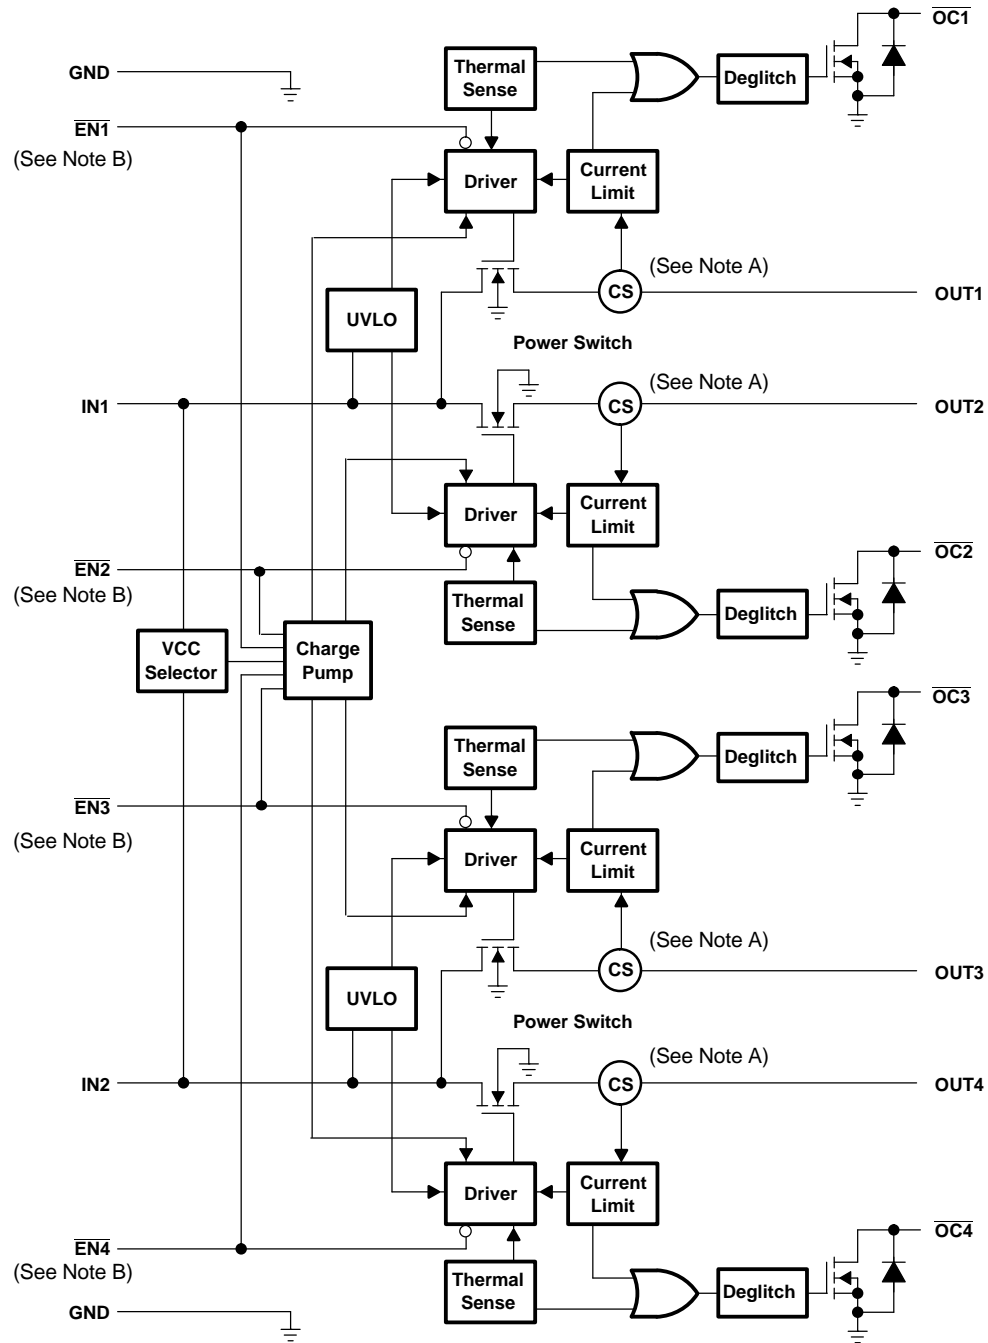 OC1
GND
Thermal
Sense
Deglitch
EN1
(See Note B)
Driver
Current
Limit
(See Note A)
CS
OUT1
UVLO
Power Switch
(See Note A)
IN1
CS
OUT2
Driver
Current
Limit
EN2
(See Note B)
OC2
Thermal
Sense
Deglitch
VCC
Selector
Charge
Pump
OC3
Thermal
Sense
Deglitch
EN3
(See Note B)
Driver
Current
Limit
(See Note A)
CS
OUT3
UVLO
Power Switch
(See Note A)
IN2
CS
OUT4
Driver
Current
Limit
EN4
(See Note B)
OC4
Thermal
Sense
Deglitch
GND